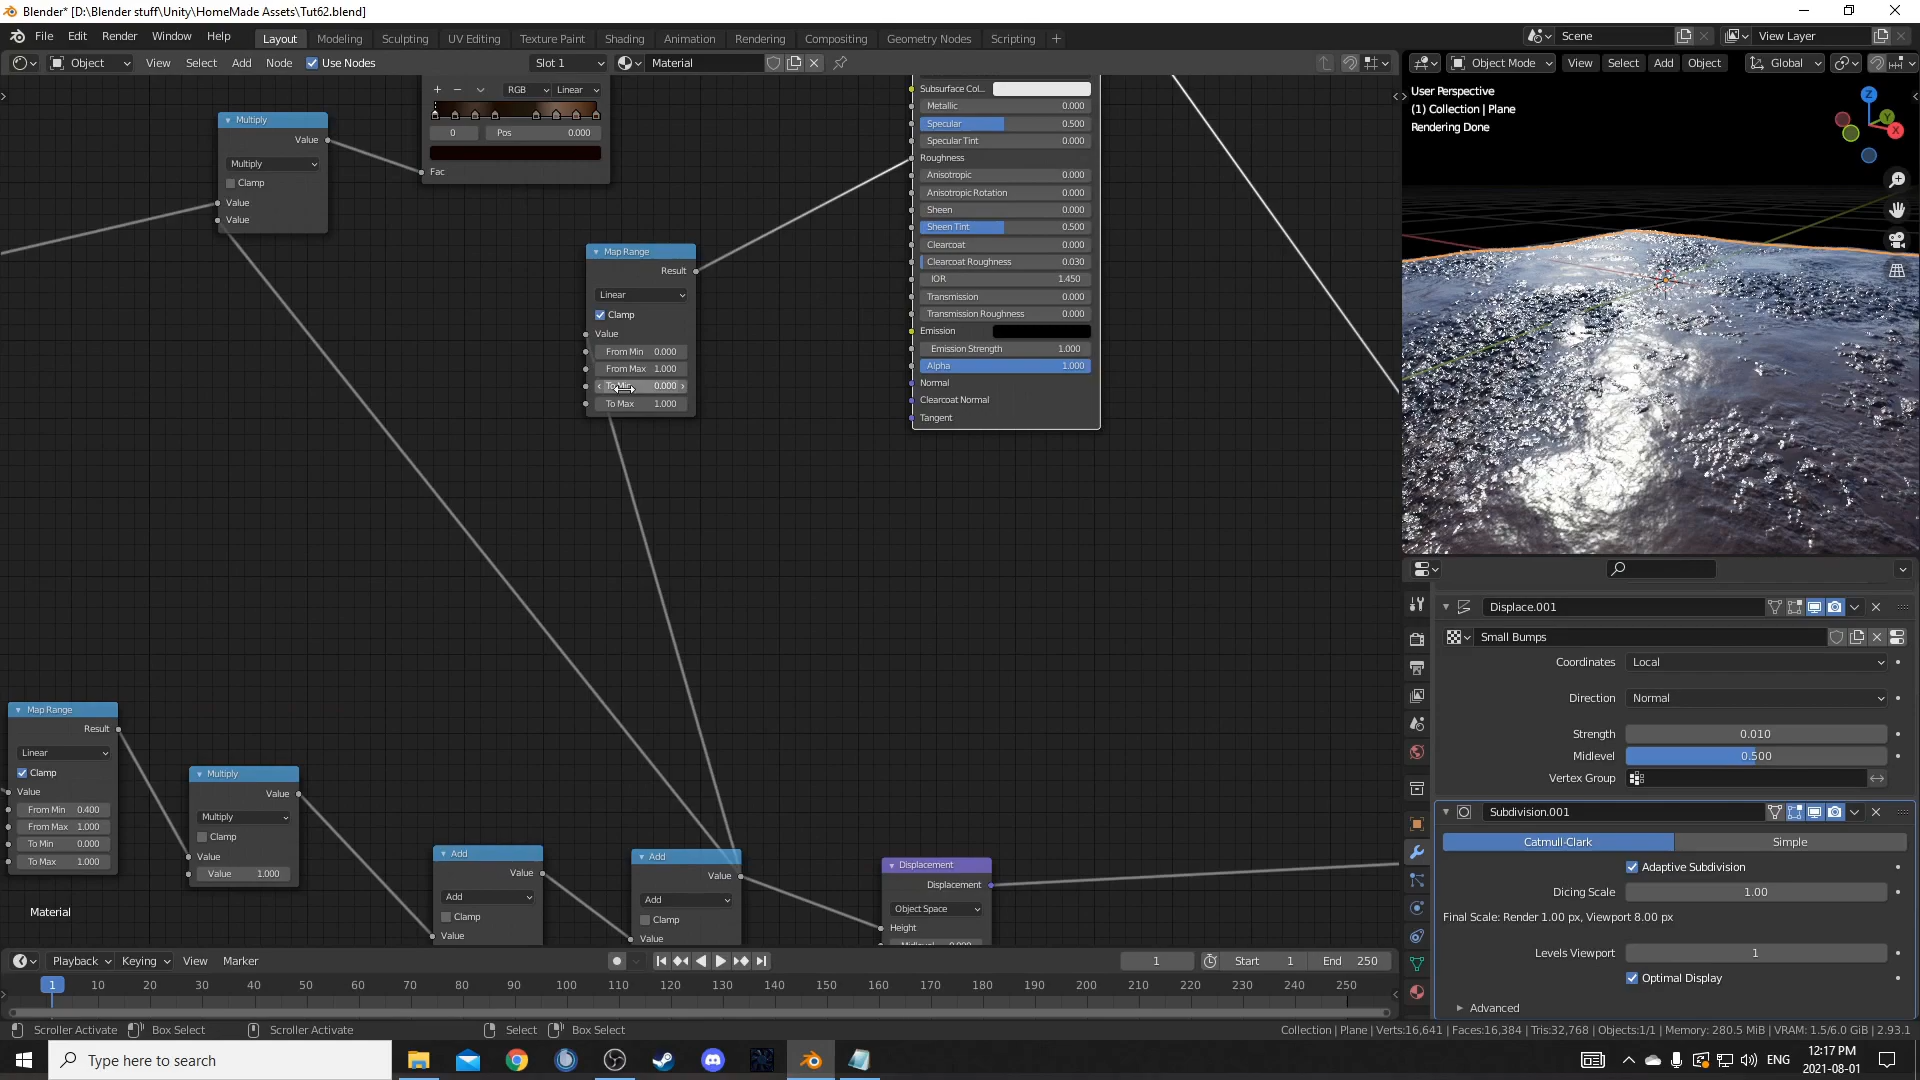 Blender* [D:\Blender stuff\Unity\HomeMade Assets\Tut62.blend]
File Edit Render Window Help Layout Modeling Sculpting UV Editing Texture Paint Shading Animation Rendering Compositing Geometry Nodes Scripting + Scene View Layer
Object View Select Add Node Use Nodes Slot 1 Material Object Mode View Select Add Object Global
RGB Linear
0 Pos 0.000
Fac
Multiply
Value
Multiply
Clamp
Value
Value
Map Range
Result
Linear
Clamp
Value
From Min 0.000
From Max 1.000
0.000
To Max 1.000
Subsurface Col...
Metallic 0.000
Specular 0.500
Specular Tint 0.000
Roughness
Anisotropic 0.000
Anisotropic Rotation 0.000
Sheen 0.000
Sheen Tint 0.500
Clearcoat 0.000
Clearcoat Roughness 0.030
IOR 1.450
Transmission 0.000
Transmission Roughness 0.000
Emission
Emission Strength 1.000
Alpha 1.000
Normal
Clearcoat Normal
Tangent
User Perspective
(1) Collection | Plane
Rendering Done
Z
Y
X
Map Range
Result
Linear
Clamp
Value
From Min 0.400
From Max 1.000
To Min 0.000
To Max 1.000
Multiply
Value
Multiply
Clamp
Value
Value 1.000
Add
Value
Add
Clamp
Value
Add
Value
Add
Clamp
Value
Displacement
Displacement
Object Space
Height
Material
Displace.001
Small Bumps
Coordinates Local
Direction Normal
Strength 0.010
Midlevel 0.500
Vertex Group
Subdivision.001
Catmull-Clark Simple
Adaptive Subdivision
Dicing Scale 1.00
Final Scale: Render 1.00 px, Viewport 8.00 px
Levels Viewport 1
Optimal Display
Advanced
Playback Keying View Marker 1 Start 1 End 250
1 10 20 30 40 50 60 70 80 90 100 110 120 130 140 150 160 170 180 190 200 210 220 230 240 250
Scroller Activate Box Select Scroller Activate Select Box Select Collection | Plane | Verts:16,641 | Faces:16,384 | Tris:32,768 | Objects:1/1 | Memory: 280.5 MiB | VRAM: 1.5/6.0 GiB | 2.93.1
Type here to search ENG 12:17 PM
2021-08-01